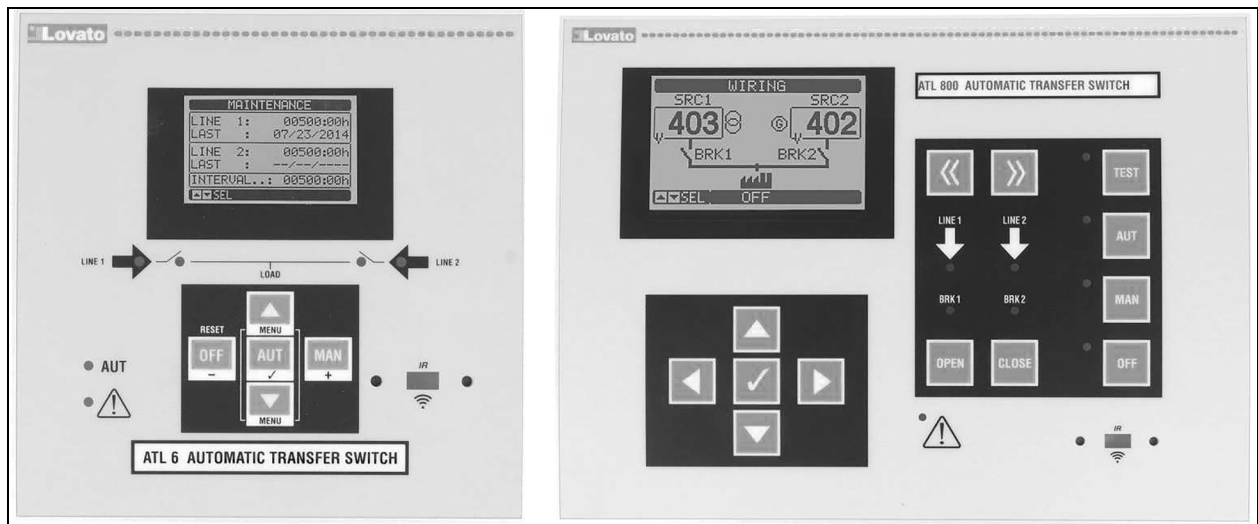 Lovato
MAINTENANCE
LINE 1: 00500:00h
LAST : 07/23/2014
LINE 2: 00500:00h
LAST : --/--/----
INTERVAL..: 00500:00h
▲▼SEL
LINE 1
LOAD
LINE 2
RESET
OFF
-
MENU
AUT
✓
MENU
MAN
+
AUT
IR
ATL 6 AUTOMATIC TRANSFER SWITCH
Lovato
WIRING
SRC1 SRC2
403 G 402
V V
BRK1 BRK2
▲▼SEL OFF
ATL 800 AUTOMATIC TRANSFER SWITCH
TEST
LINE 1 LINE 2
AUT
BRK1 BRK2
MAN
OPEN CLOSE OFF
IR